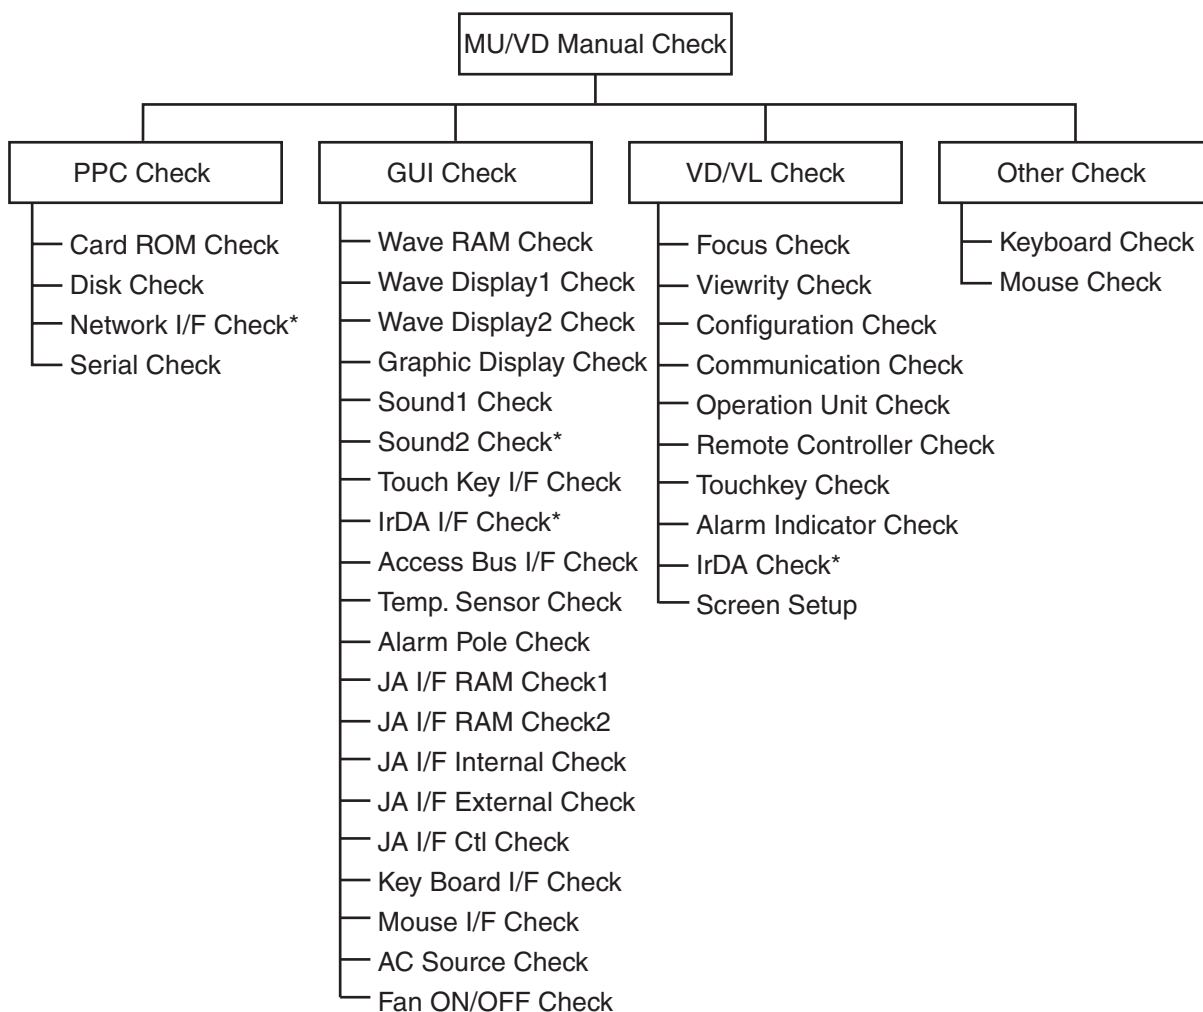 MU/VD Manual Check
PPC Check
Card ROM Check
Disk Check
Network I/F Check*
Serial Check
GUI Check
Wave RAM Check
Wave Display1 Check
Wave Display2 Check
Graphic Display Check
Sound1 Check
Sound2 Check*
Touch Key I/F Check
IrDA I/F Check*
Access Bus I/F Check
Temp. Sensor Check
Alarm Pole Check
JA I/F RAM Check1
JA I/F RAM Check2
JA I/F Internal Check
JA I/F External Check
JA I/F Ctl Check
Key Board I/F Check
Mouse I/F Check
AC Source Check
Fan ON/OFF Check
VD/VL Check
Focus Check
Viewrity Check
Configuration Check
Communication Check
Operation Unit Check
Remote Controller Check
Touchkey Check
Alarm Indicator Check
IrDA Check*
Screen Setup
Other Check
Keyboard Check
Mouse Check